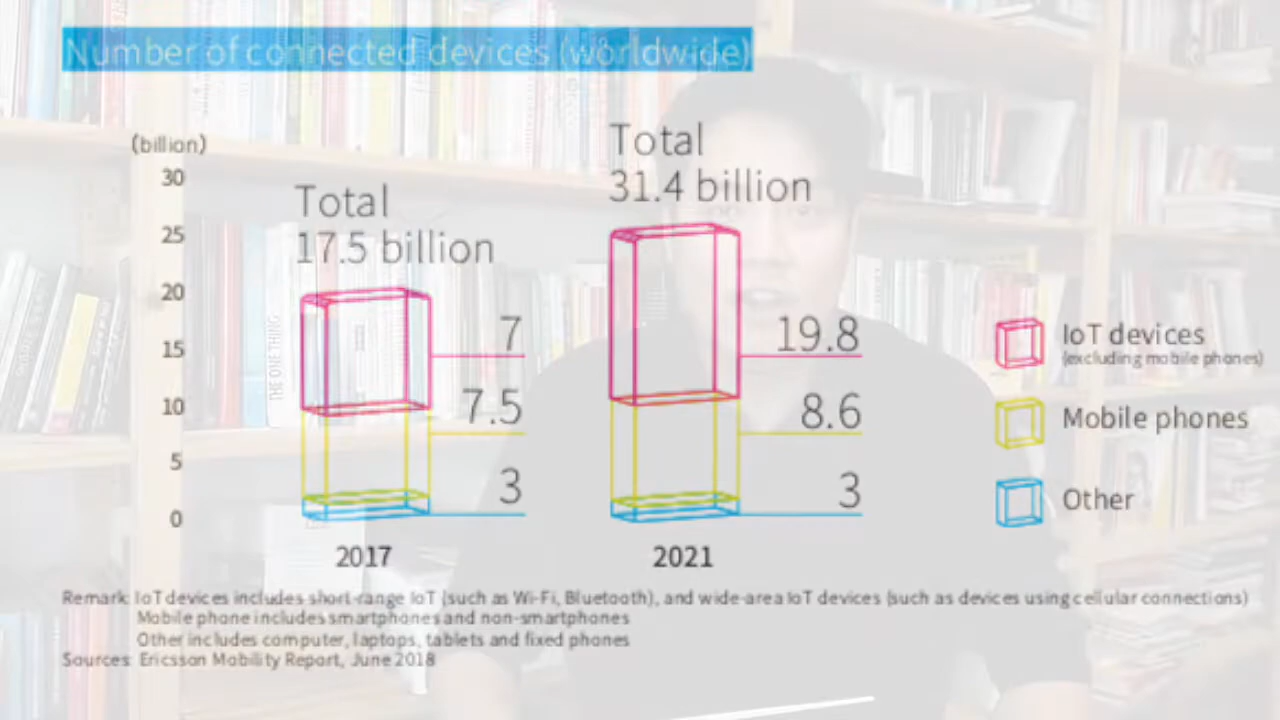 Number of connected devices (worldwide)
(billion)
30
25
20
15
10
5
0
Total
17.5 billion
7
7.5
3
2017
Total
31.4 billion
19.8
8.6
3
2021
IoT devices
(excluding mobile phones)
Mobile phones
Other
THE ONE THING
Remark: IoT devices includes short-range IoT (such as Wi-Fi, Bluetooth), and wide-area IoT devices (such as devices using cellular connections)
Mobile phone includes smartphones and non-smartphones
Other includes computer, laptops, tablets and fixed phones
Sources: Ericsson Mobility Report, June 2018